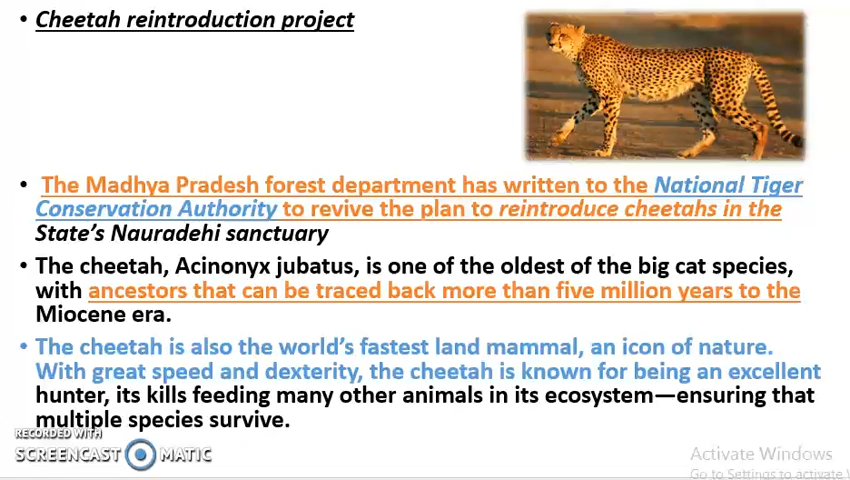 • Cheetah reintroduction project
• The Madhya Pradesh forest department has written to the National Tiger
Conservation Authority to revive the plan to reintroduce cheetahs in the
State's Nauradehi sanctuary
• The cheetah, Acinonyx jubatus, is one of the oldest of the big cat species,
with ancestors that can be traced back more than five million years to the
Miocene era.
• The cheetah is also the world's fastest land mammal, an icon of nature.
With great speed and dexterity, the cheetah is known for being an excellent
hunter, its kills feeding many other animals in its ecosystem—ensuring that
multiple species survive.
RECORDED WITH
SCREENCAST MATIC
Activate Windows
Go to Settings to activate